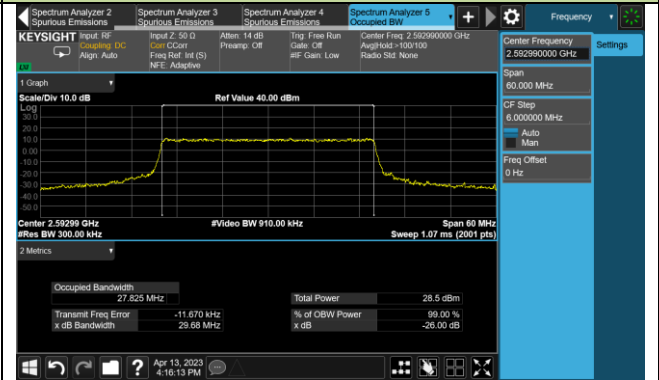 Spectrum Analyzer 2
Spurious Emissions
Spectrum Analyzer 3
Spurious Emissions
Spectrum Analyzer 4
Spurious Emissions
Spectrum Analyzer 5
Occupied BW
Frequency
KEYSIGHT
Input: RF
Coupling: DC
Align: Auto
Input Z: 50 Ω
Corr CCorr
Freq Ref: Int (S)
NFE: Adaptive
Atten: 14 dB
Preamp: Off
Trig: Free Run
Gate: Off
#IF Gain: Low
Center Freq: 2.592990000 GHz
Avg|Hold:>100/100
Radio Std: None
1 Graph
Scale/Div 10.0 dB
Ref Value 40.00 dBm
Log
30.0
20.0
10.0
0.00
-10.0
-20.0
-30.0
-40.0
-50.0
Center 2.59299 GHz
#Video BW 910.00 kHz
Span 60 MHz
#Res BW 300.00 kHz
Sweep 1.07 ms (2001 pts)
2 Metrics
Occupied Bandwidth
27.825 MHz
Total Power 28.5 dBm
Transmit Freq Error -11.670 kHz
% of OBW Power 99.00 %
x dB Bandwidth 29.68 MHz
x dB -26.00 dB
Center Frequency
2.592990000 GHz
Settings
Span
60.000 MHz
CF Step
6.000000 MHz
Auto
Man
Freq Offset
0 Hz
?
Apr 13, 2023
4:16:13 PM